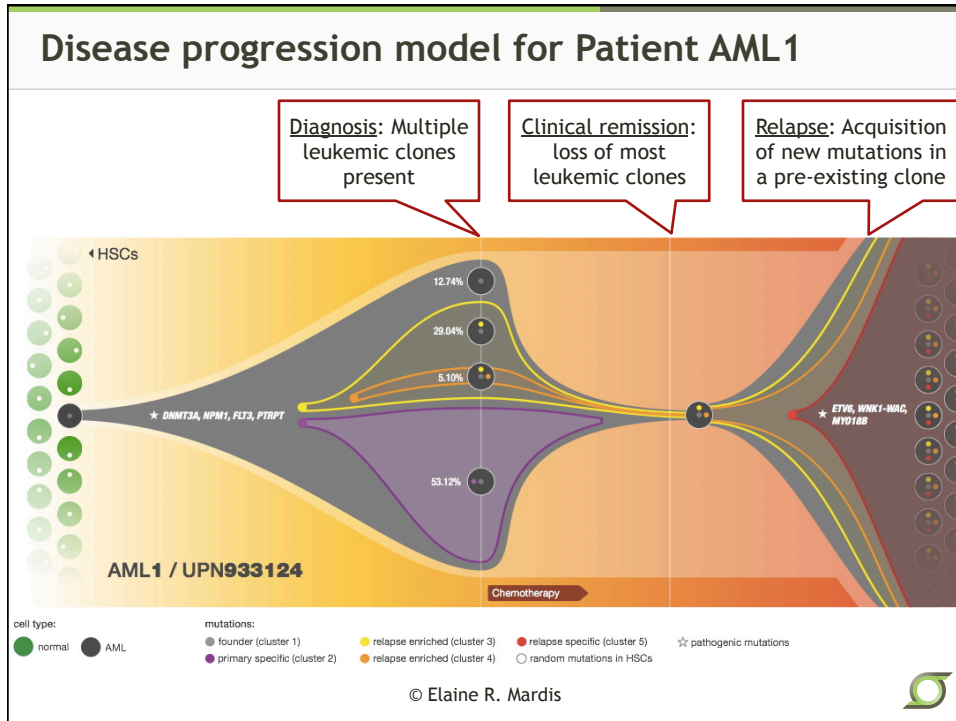 Disease progression model for Patient AML1
Diagnosis: Multiple
leukemic clones
present
Clinical remission:
loss of most
leukemic clones
Relapse: Acquisition
of new mutations in
a pre-existing clone
HSCs
12.74%
29.04%
5.10%
DNMT3A, NPM1, FLT3, PTRPT
ETV6, WNK1-WAC,
MYO18B
53.12%
AML1 / UPN933124
Chemotherapy
cell type:
normal
AML
mutations:
founder (cluster 1)
relapse enriched (cluster 3)
relapse specific (cluster 5)
pathogenic mutations
primary specific (cluster 2)
relapse enriched (cluster 4)
random mutations in HSCs
© Elaine R. Mardis